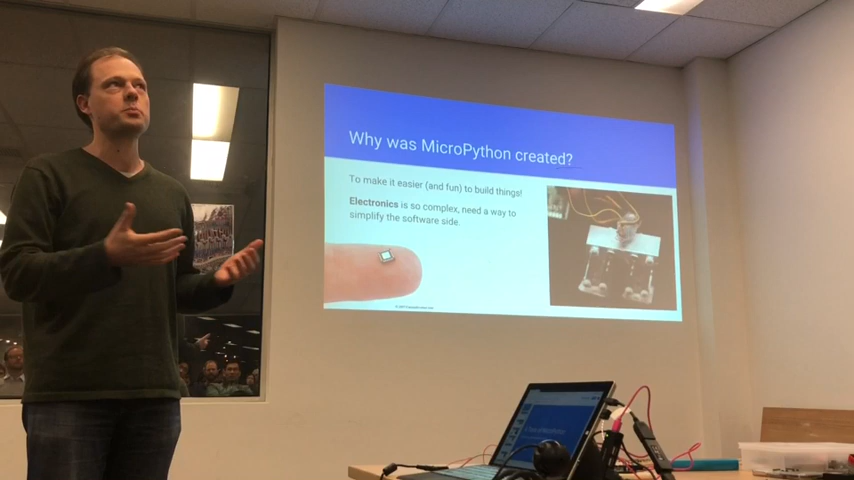 Why was MicroPython created?
To make it easier (and fun) to build things!
Electronics is so complex, need a way to
simplify the software side.